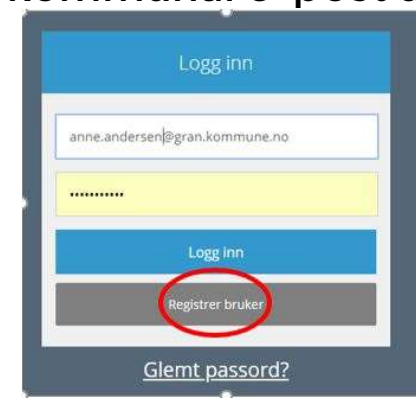 Logg inn
anne.andersen@gran.kommune.no
•••••••••••
Logg inn
Registrer bruker
Glemt passord?